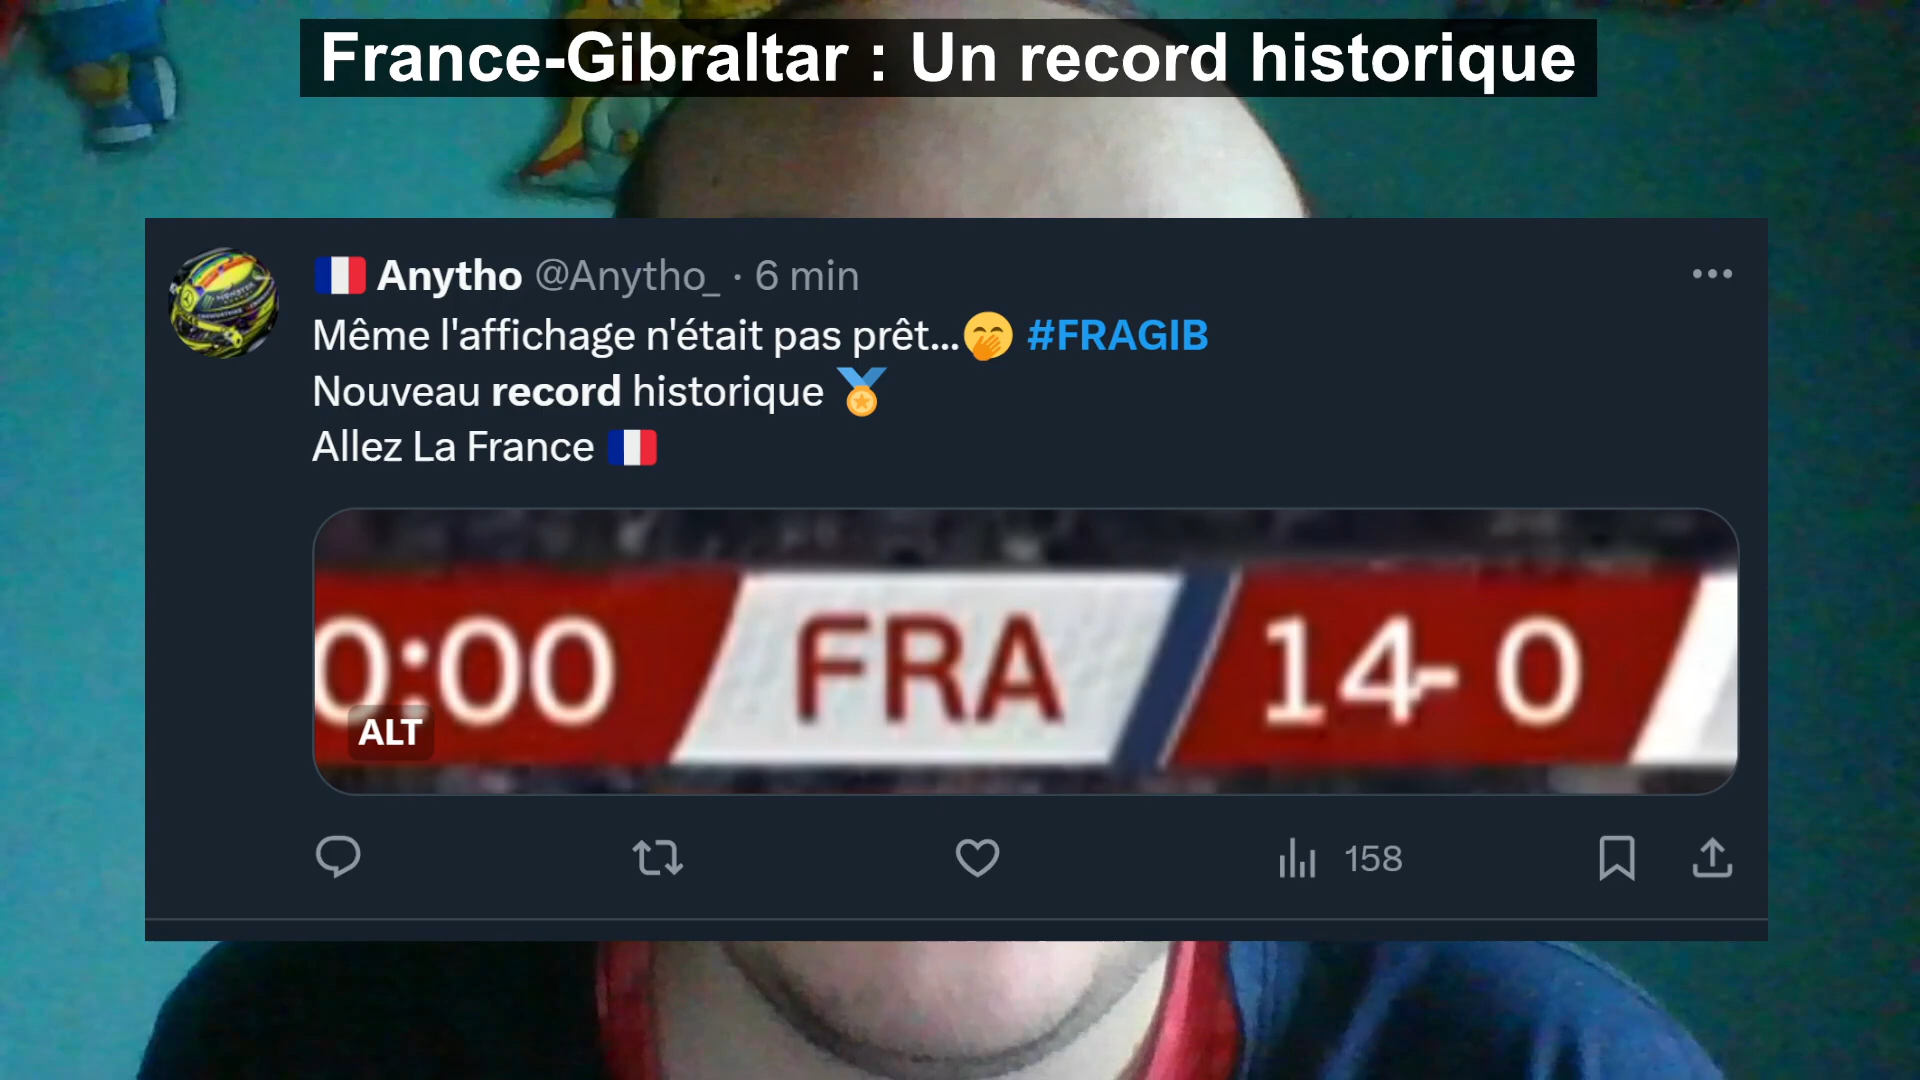 France-Gibraltar : Un record historique
🇫🇷 Anytho @Anytho_ · 6 min
Même l'affichage n'était pas prêt...🤭 #FRAGIB
Nouveau record historique 🏅
Allez La France 🇫🇷
0:00 FRA 14- 0
ALT
158